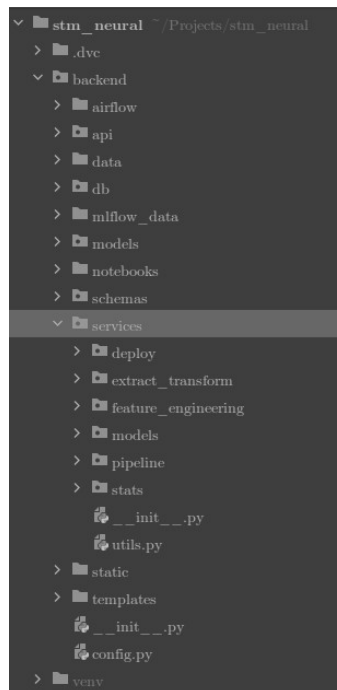 stm_neural ~/Projects/stm_neural
.dvc
backend
airflow
api
data
db
mlflow_data
models
notebooks
schemas
services
deploy
extract_transform
feature_engineering
models
pipeline
stats
__init__.py
utils.py
static
templates
__init__.py
config.py
venv